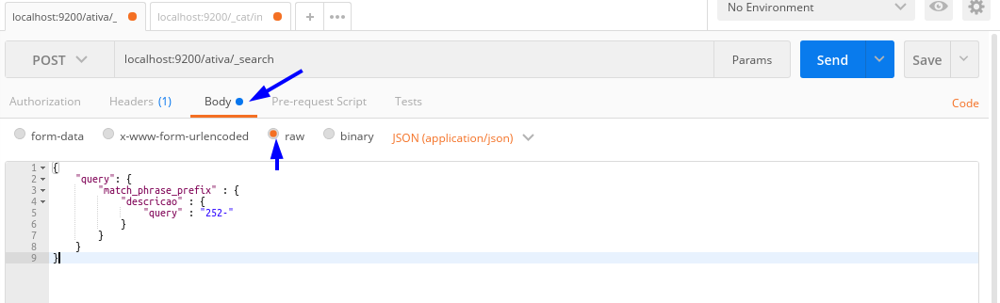 localhost:9200/ativa/_ localhost:9200/_cat/in + ••• No Environment
POST localhost:9200/ativa/_search Params Send Save
Authorization Headers (1) Body Pre-request Script Tests Code
form-data x-www-form-urlencoded raw binary JSON (application/json)
1 {
2 "query": {
3 "match_phrase_prefix" : {
4 "descricao" : {
5 "query" : "252-"
6 }
7 }
8 }
9 }